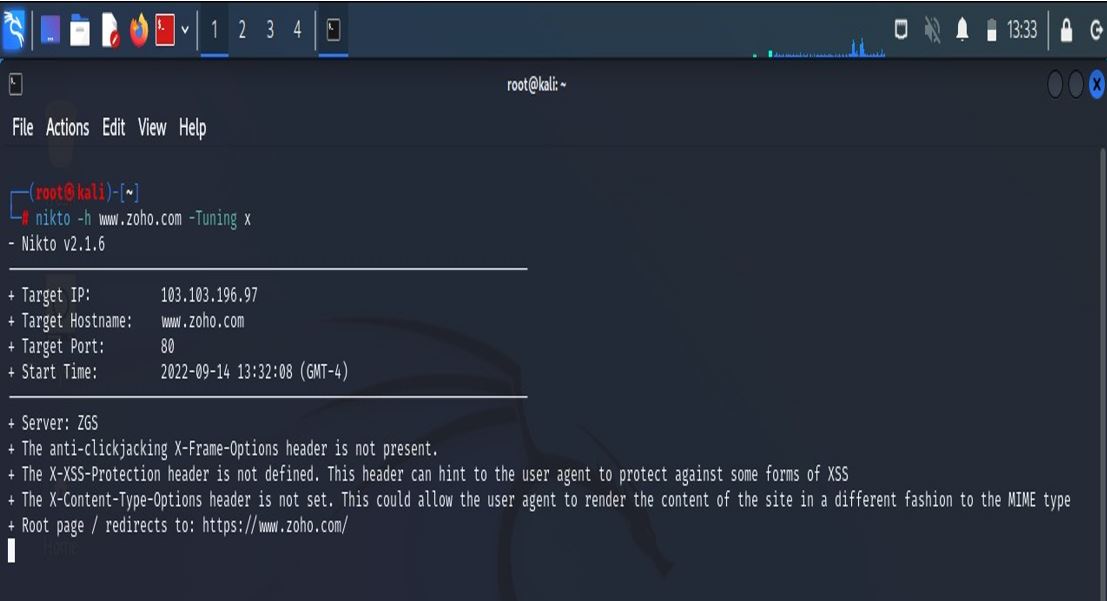 1 2 3 4 13:33
root@kali: ~
File Actions Edit View Help
(root㉿kali)-[~]
# nikto -h www.zoho.com -Tuning x
- Nikto v2.1.6
+ Target IP: 103.103.196.97
+ Target Hostname: www.zoho.com
+ Target Port: 80
+ Start Time: 2022-09-14 13:32:08 (GMT-4)
+ Server: ZGS
+ The anti-clickjacking X-Frame-Options header is not present.
+ The X-XSS-Protection header is not defined. This header can hint to the user agent to protect against some forms of XSS
+ The X-Content-Type-Options header is not set. This could allow the user agent to render the content of the site in a different fashion to the MIME type
+ Root page / redirects to: https://www.zoho.com/
Home